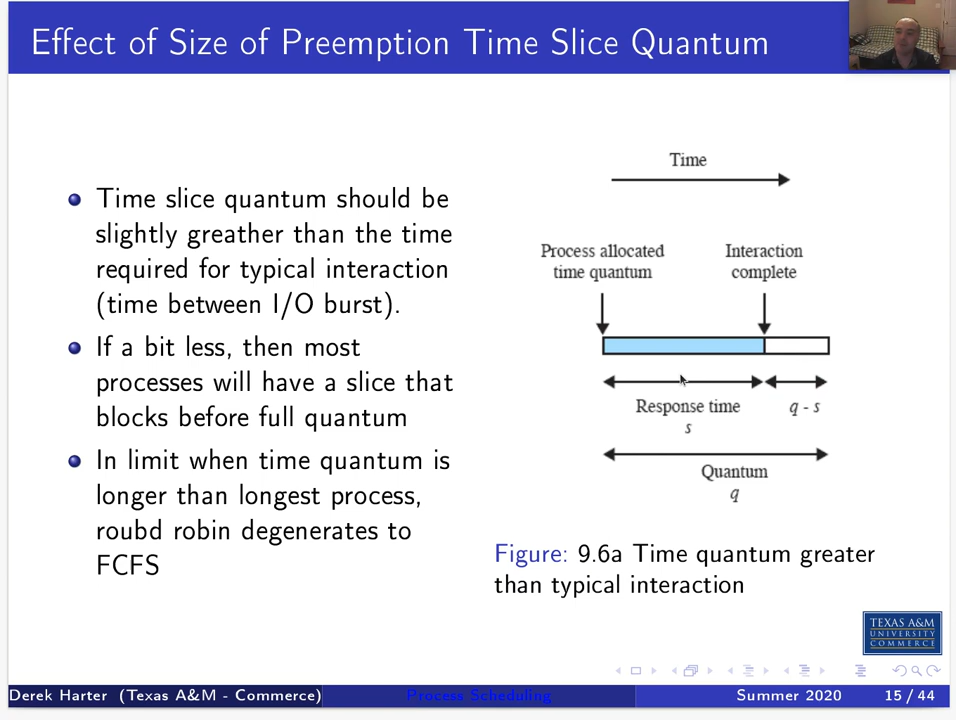 Effect of Size of Preemption Time Slice Quantum
Time slice quantum should be
slightly greather than the time
required for typical interaction
(time between I/O burst).
If a bit less, then most
processes will have a slice that
blocks before full quantum
In limit when time quantum is
longer than longest process,
roubd robin degenerates to
FCFS
Time
Process allocated
time quantum
Interaction
complete
Response time
s
q - s
Quantum
q
Figure: 9.6a Time quantum greater
than typical interaction
TEXAS A&M
UNIVERSITY
COMMERCE
Derek Harter (Texas A&M - Commerce)
Process Scheduling
Summer 2020
15 / 44